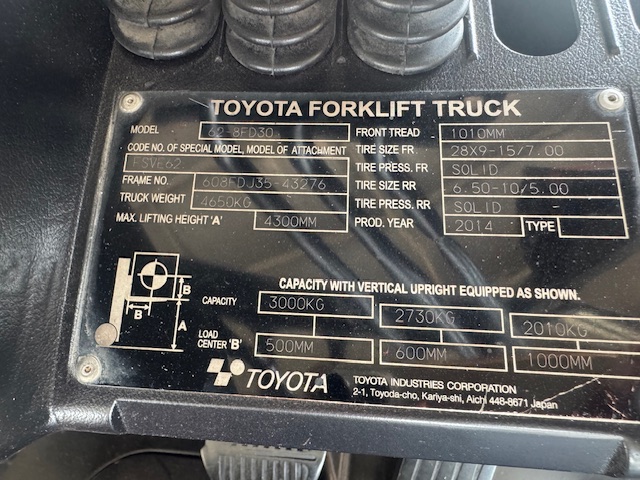 TOYOTA FORKLIFT TRUCK
MODEL 62-8FD30
CODE NO. OF SPECIAL MODEL, MODEL OF ATTACHMENT
FSVE62
FRAME NO. 608FDJ35-43276
TRUCK WEIGHT 4650KG
MAX. LIFTING HEIGHT 'A' 4300MM
FRONT TREAD 1010MM
TIRE SIZE FR 28X9-15/7.00
TIRE PRESS. FR SOLID
TIRE SIZE RR 6.50-10/5.00
TIRE PRESS. RR SOLID
PROD. YEAR 2014 TYPE
CAPACITY WITH VERTICAL UPRIGHT EQUIPPED AS SHOWN.
B
B
A
CAPACITY 3000KG 2730KG 2010KG
LOAD CENTER 'B' 500MM 600MM 1000MM
TOYOTA
TOYOTA INDUSTRIES CORPORATION
2-1, Toyoda-cho, Kariya-shi, Aichi 448-8671 Japan